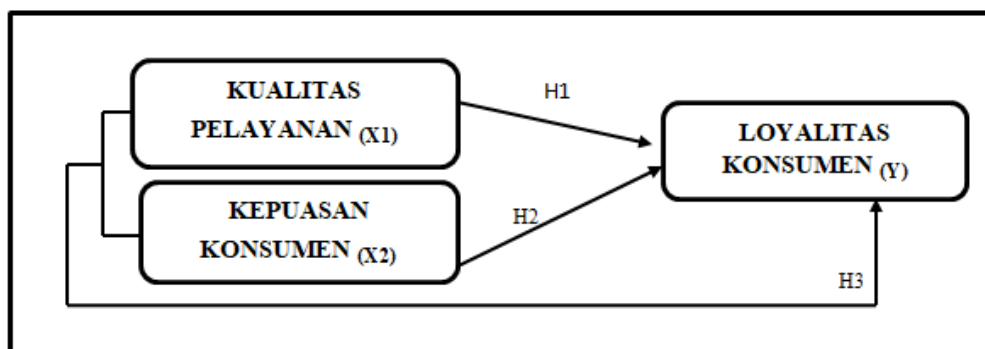 KUALITAS
PELAYANAN (X1)
H1
LOYALITAS
KONSUMEN (Y)
KEPUASAN
KONSUMEN (X2)
H2
H3